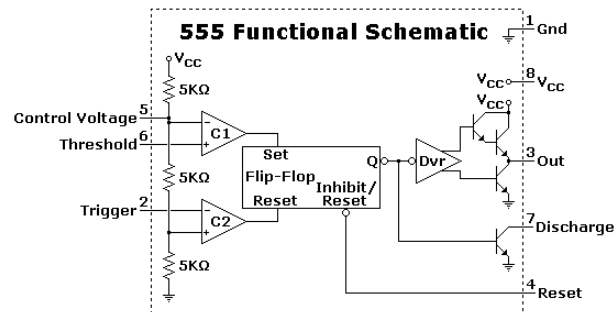 555 Functional Schematic
1 Gnd
VCC
8 VCC
VCC
VCC
5KΩ
5
Control Voltage
C1
6
Threshold
Set
Q
Dvr
3 Out
Flip-Flop
5KΩ
Inhibit/
Reset
Reset
2
Trigger
C2
7
Discharge
5KΩ
4
Reset